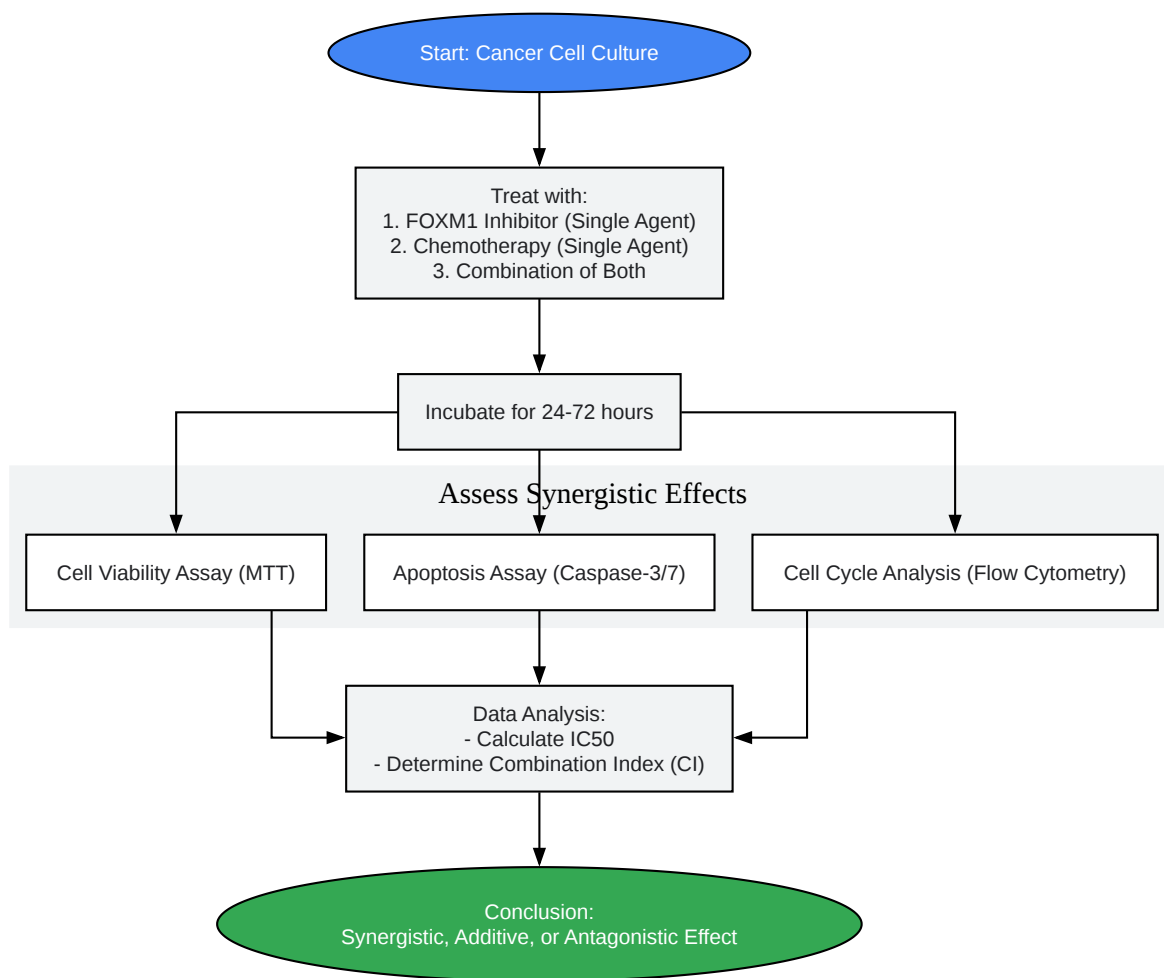 Start: Cancer Cell Culture
Treat with:
1. FOXM1 Inhibitor (Single Agent)
2. Chemotherapy (Single Agent)
3. Combination of Both
Incubate for 24-72 hours
Assess Synergistic Effects
Cell Viability Assay (MTT)
Apoptosis Assay (Caspase-3/7)
Cell Cycle Analysis (Flow Cytometry)
Data Analysis:
- Calculate IC50
- Determine Combination Index (CI)
Conclusion:
Synergistic, Additive, or Antagonistic Effect